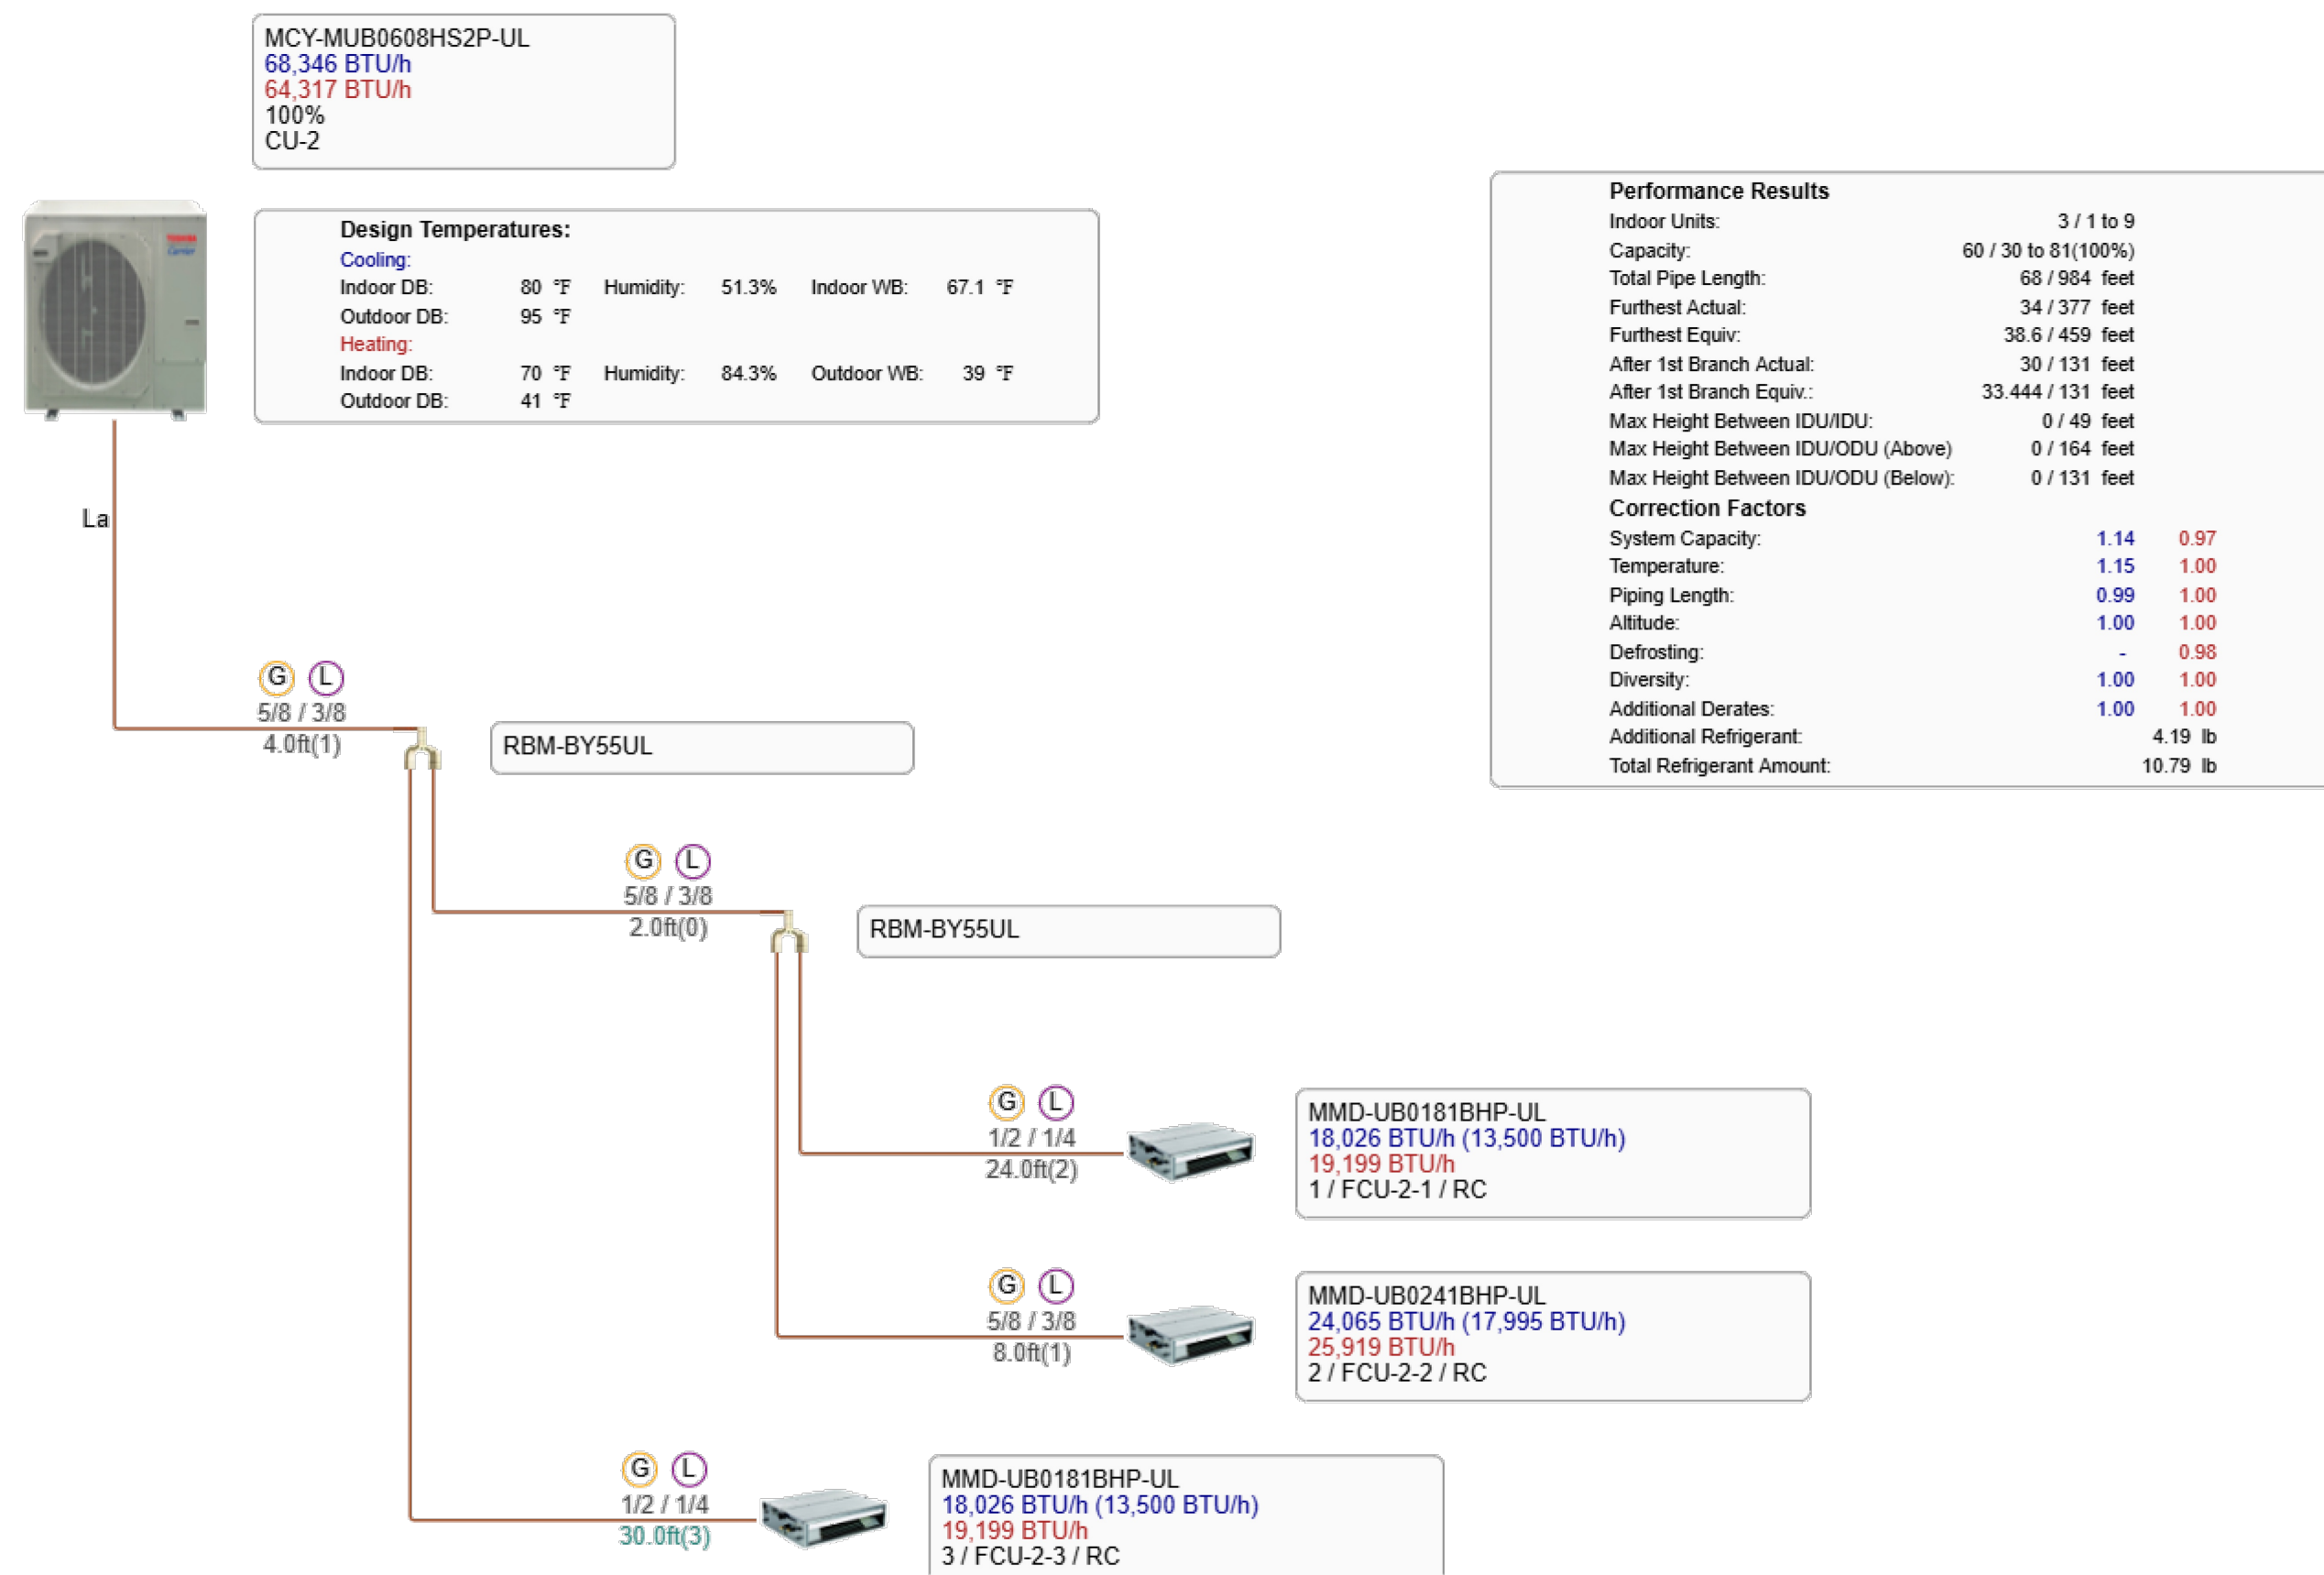 MCY-MUB0608HS2P-UL
68,346 BTU/h
64,317 BTU/h
100%
CU-2
TOSHIBA
Carrier
Design Temperatures:
Cooling:
Indoor DB: 80 °F Humidity: 51.3% Indoor WB: 67.1 °F
Outdoor DB: 95 °F
Heating:
Indoor DB: 70 °F Humidity: 84.3% Outdoor WB: 39 °F
Outdoor DB: 41 °F
Performance Results
Indoor Units: 3 / 1 to 9
Capacity: 60 / 30 to 81(100%)
Total Pipe Length: 68 / 984 feet
Furthest Actual: 34 / 377 feet
Furthest Equiv: 38.6 / 459 feet
After 1st Branch Actual: 30 / 131 feet
After 1st Branch Equiv.: 33.444 / 131 feet
Max Height Between IDU/IDU: 0 / 49 feet
Max Height Between IDU/ODU (Above) 0 / 164 feet
Max Height Between IDU/ODU (Below): 0 / 131 feet
Correction Factors
System Capacity: 1.14 0.97
Temperature: 1.15 1.00
Piping Length: 0.99 1.00
Altitude: 1.00 1.00
Defrosting: - 0.98
Diversity: 1.00 1.00
Additional Derates: 1.00 1.00
Additional Refrigerant: 4.19 lb
Total Refrigerant Amount: 10.79 lb
La
G L
5/8 / 3/8
4.0ft(1)
RBM-BY55UL
G L
5/8 / 3/8
2.0ft(0)
RBM-BY55UL
G L
1/2 / 1/4
24.0ft(2)
MMD-UB0181BHP-UL
18,026 BTU/h (13,500 BTU/h)
19,199 BTU/h
1 / FCU-2-1 / RC
G L
5/8 / 3/8
8.0ft(1)
MMD-UB0241BHP-UL
24,065 BTU/h (17,995 BTU/h)
25,919 BTU/h
2 / FCU-2-2 / RC
G L
1/2 / 1/4
30.0ft(3)
MMD-UB0181BHP-UL
18,026 BTU/h (13,500 BTU/h)
19,199 BTU/h
3 / FCU-2-3 / RC